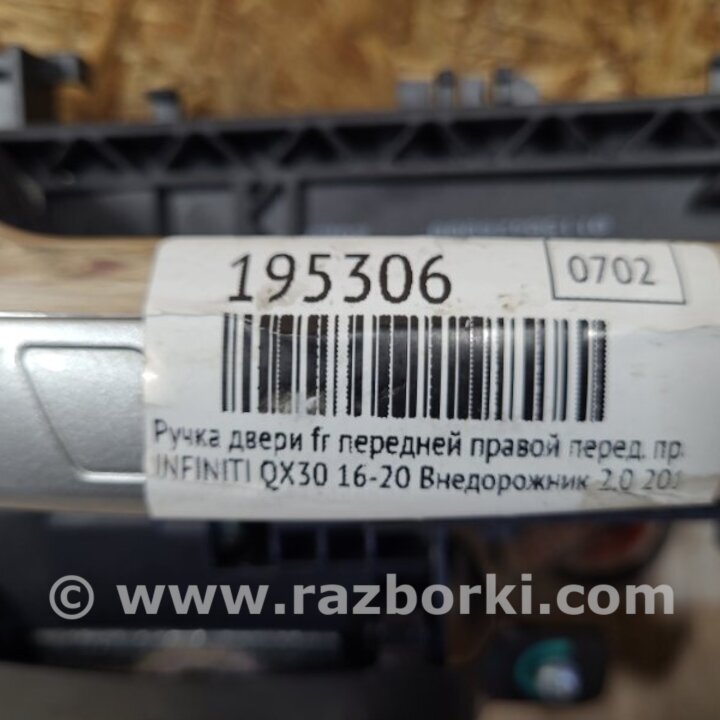 195306
0702
Ручка двери fr передней правой перед. пр.
INFINITI QX30 16-20 Внедорожник 2.0 201
© www.razborki.com